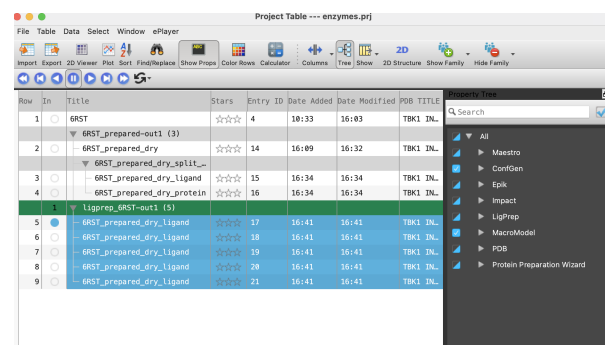 Project Table --- enzymes.prj
File Table Data Select Window ePlayer
Import Export 2D Viewer Plot Sort Find/Replace Show Props Color Rows Calculator Columns Tree Show 2D Structure Show Family Hide Family
Row In Title Stars Entry ID Date Added Date Modified PDB TITLE
1 6RST ☆☆☆ 4 10:33 16:03 TBK1 IN…
6RST_prepared-out1 (3)
2 6RST_prepared_dry ☆☆☆ 14 16:09 16:32 TBK1 IN…
6RST_prepared_dry_split_…
3 6RST_prepared_dry_ligand ☆☆☆ 15 16:34 16:34 TBK1 IN…
4 6RST_prepared_dry_protein ☆☆☆ 16 16:34 16:34 TBK1 IN…
1 ligprep_6RST-out1 (5)
5 6RST_prepared_dry_ligand ☆☆☆ 17 16:41 16:41 TBK1 IN…
6 6RST_prepared_dry_ligand ☆☆☆ 18 16:41 16:41 TBK1 IN…
7 6RST_prepared_dry_ligand ☆☆☆ 19 16:41 16:41 TBK1 IN…
8 6RST_prepared_dry_ligand ☆☆☆ 20 16:41 16:41 TBK1 IN…
9 6RST_prepared_dry_ligand ☆☆☆ 21 16:41 16:41 TBK1 IN…
Property Tree
Search
All
Maestro
ConfGen
Epik
Impact
LigPrep
MacroModel
PDB
Protein Preparation Wizard